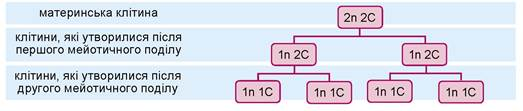 материнська клітина
2n 2C
клітини, які утворилися після
першого мейотичного поділу
1n 2C 1n 2C
клітини, які утворилися після
другого мейотичного поділу
1n 1C 1n 1C 1n 1C 1n 1C